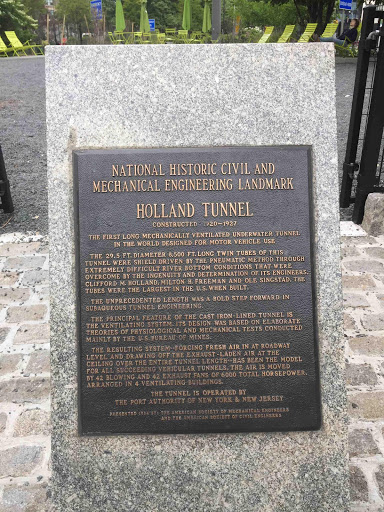 NATIONAL HISTORIC CIVIL AND
MECHANICAL ENGINEERING LANDMARK
HOLLAND TUNNEL
CONSTRUCTED 1920-1927
THE FIRST LONG MECHANICALLY VENTILATED UNDERWATER TUNNEL
IN THE WORLD DESIGNED FOR MOTOR VEHICLE USE
THE 29.5 FT. DIAMETER 8,500 FT. LONG TWIN TUBES OF THIS
TUNNEL WERE SHIELD DRIVEN BY THE PNEUMATIC METHOD THROUGH
EXTREMELY DIFFICULT RIVER BOTTOM CONDITIONS THAT WERE
OVERCOME BY THE INGENUITY AND DETERMINATION OF ITS ENGINEERS,
CLIFFORD M. HOLLAND, MILTON H. FREEMAN AND OLE SINGSTAD. THE
TUBES WERE THE LARGEST IN THE U.S. WHEN BUILT.
THE UNPRECEDENTED LENGTH WAS A BOLD STEP FORWARD IN
SUBAQUEOUS TUNNEL ENGINEERING.
THE PRINCIPAL FEATURE OF THE CAST IRON-LINED TUNNEL IS
THE VENTILATING SYSTEM. ITS DESIGN WAS BASED ON ELABORATE
THEORIES OF PHYSIOLOGICAL AND MECHANICAL TESTS CONDUCTED
MAINLY BY THE U.S. BUREAU OF MINES.
THE RESULTING SYSTEM-FORCING FRESH AIR IN AT ROADWAY
LEVEL AND DRAWING OFF THE EXHAUST-LADEN AIR AT THE
CEILING OVER THE ENTIRE TUNNEL LENGTH-HAS BEEN THE MODEL
FOR ALL SUCCEEDING VEHICULAR TUNNELS. THE AIR IS MOVED
BY 42 BLOWING AND 42 EXHAUST FANS OF 6000 TOTAL HORSEPOWER,
ARRANGED IN 4 VENTILATING BUILDINGS.
THE TUNNEL IS OPERATED BY
THE PORT AUTHORITY OF NEW YORK & NEW JERSEY
PRESENTED 1984 BY THE AMERICAN SOCIETY OF MECHANICAL ENGINEERS
AND THE AMERICAN SOCIETY OF CIVIL ENGINEERS